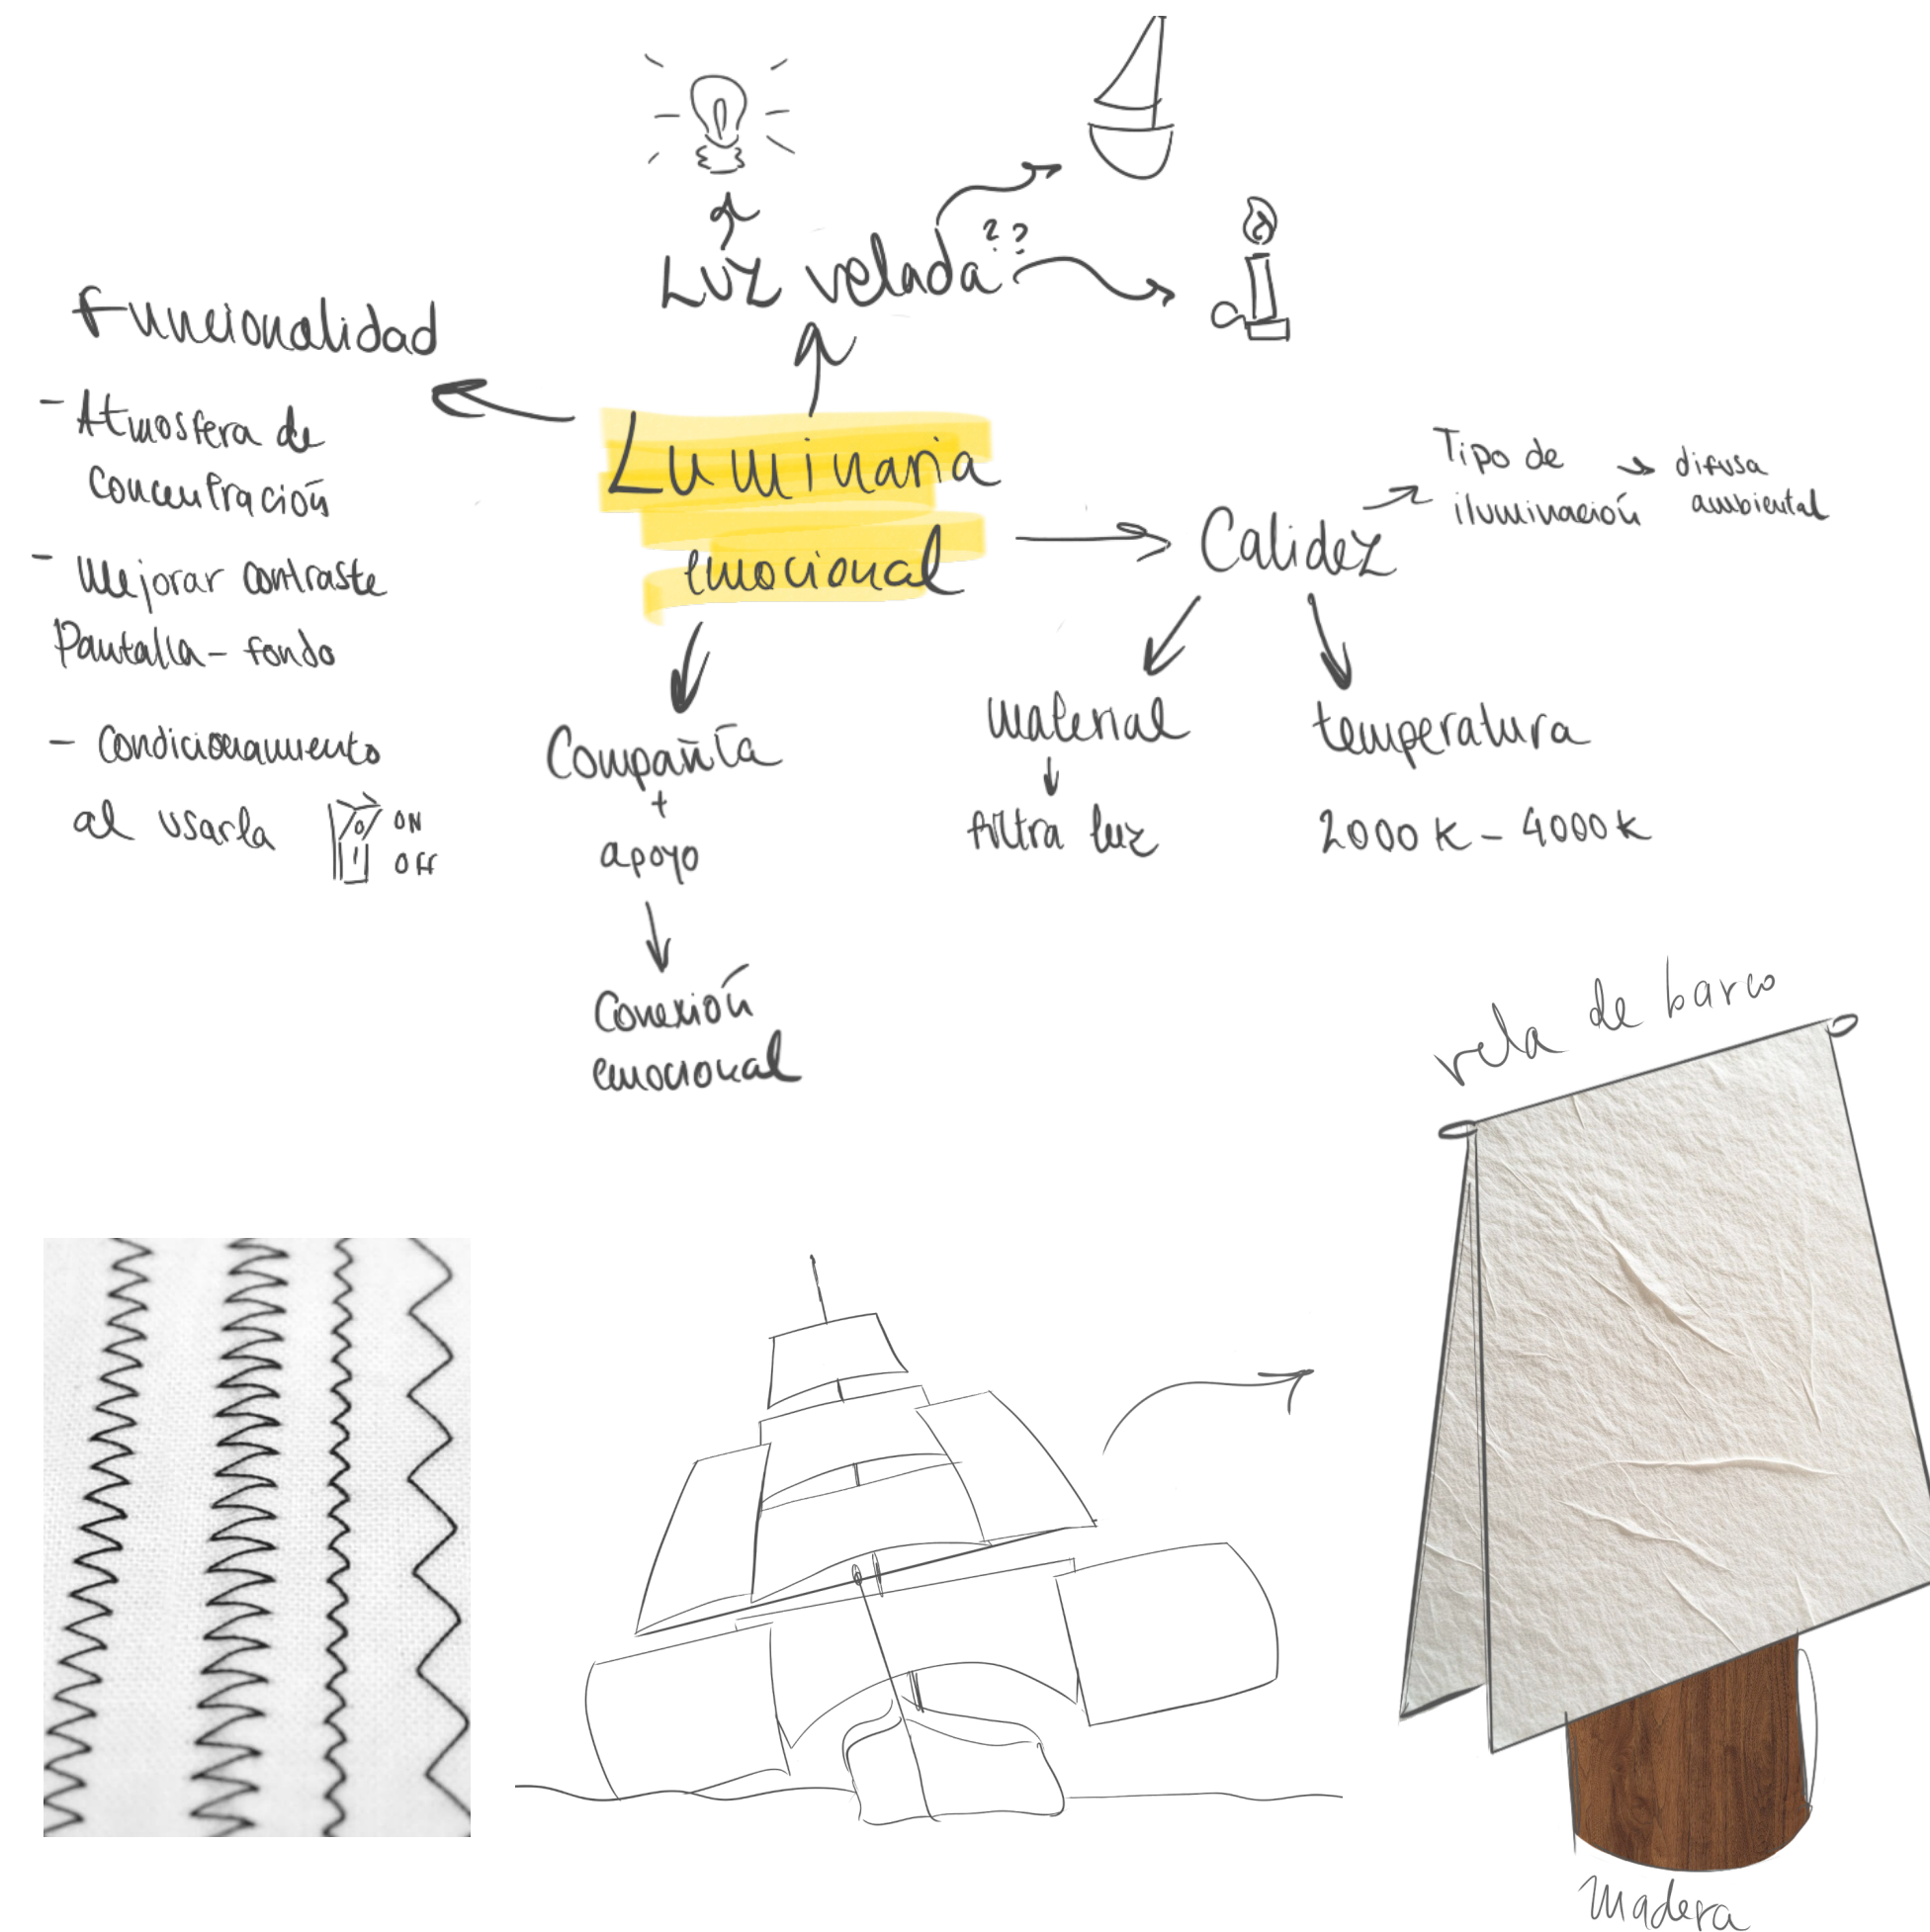 Luz velada??
Funcionalidad
- Atmosfera de
concentración
- Mejorar contraste
Pantalla - fondo
- Condicionamiento
al usarla
ON
OFF
Luminaria
emocional
Compañía
+
apoyo
Conexión
emocional
Calidez
Tipo de
iluminación
difusa
ambiental
material
filtra luz
temperatura
2000 K - 4000 K
vela de barco
Madera